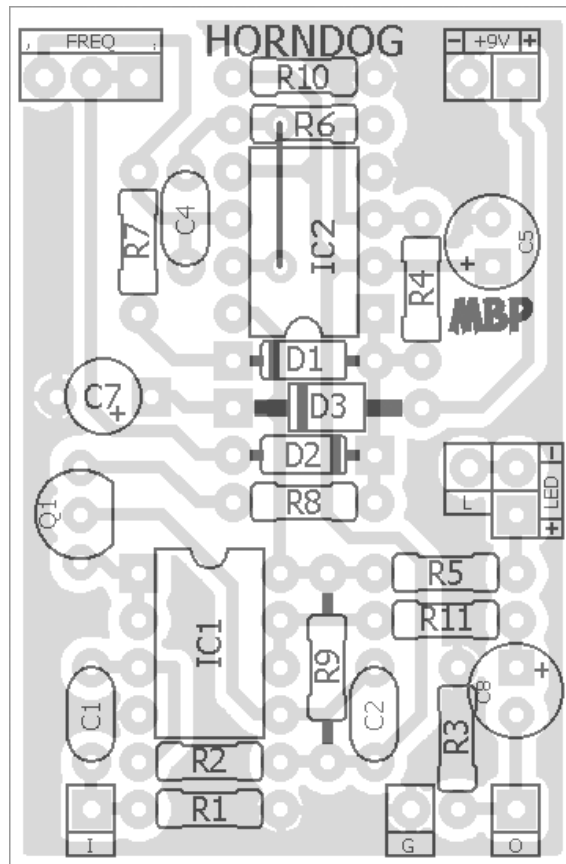 FREQ
HORNDOG
- +9V +
R10
R6
C4
R7
IC2
C5
+
R4
MBP
D1
C7
+
D3
D2
R8
L
- LED +
Q1
R5
R11
IC1
R9
C1
C2
C8
+
R3
R2
R1
I
G
O